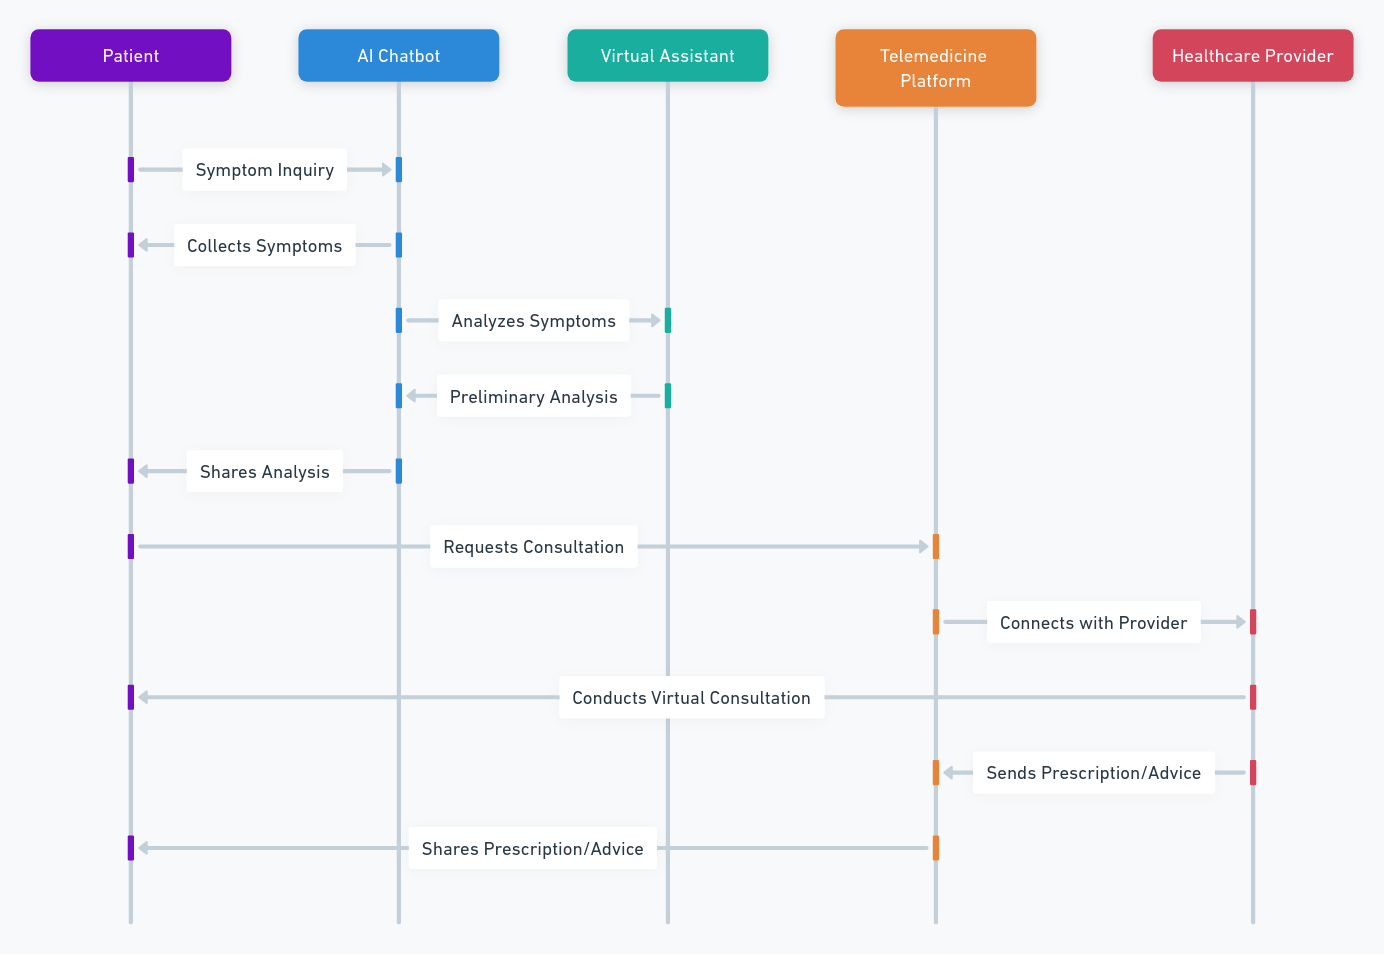 Patient
AI Chatbot
Virtual Assistant
Telemedicine
Platform
Healthcare Provider
Symptom Inquiry
Collects Symptoms
Analyzes Symptoms
Preliminary Analysis
Shares Analysis
Requests Consultation
Connects with Provider
Conducts Virtual Consultation
Sends Prescription/Advice
Shares Prescription/Advice